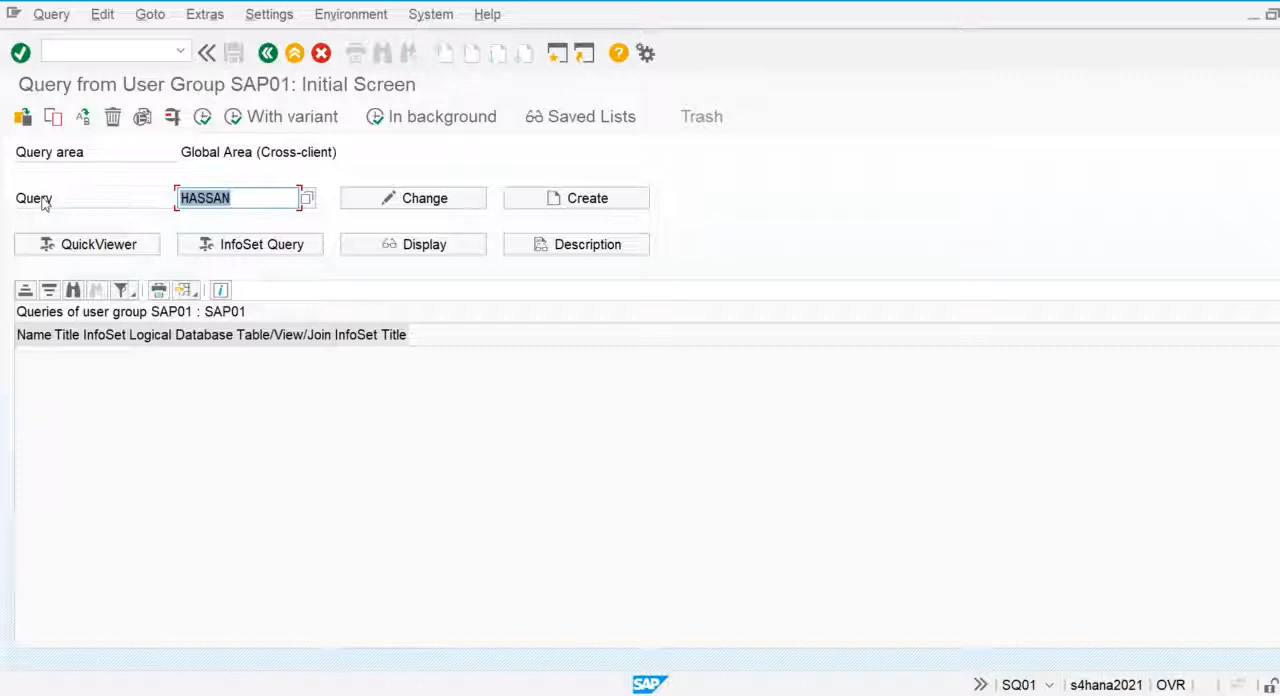 Query Edit Goto Extras Settings Environment System Help
Query from User Group SAP01: Initial Screen
With variant In background Saved Lists Trash
Query area Global Area (Cross-client)
Query HASSAN Change Create
QuickViewer InfoSet Query Display Description
Queries of user group SAP01 : SAP01
Name Title InfoSet Logical Database Table/View/Join InfoSet Title
SAP SQ01 s4hana2021 OVR